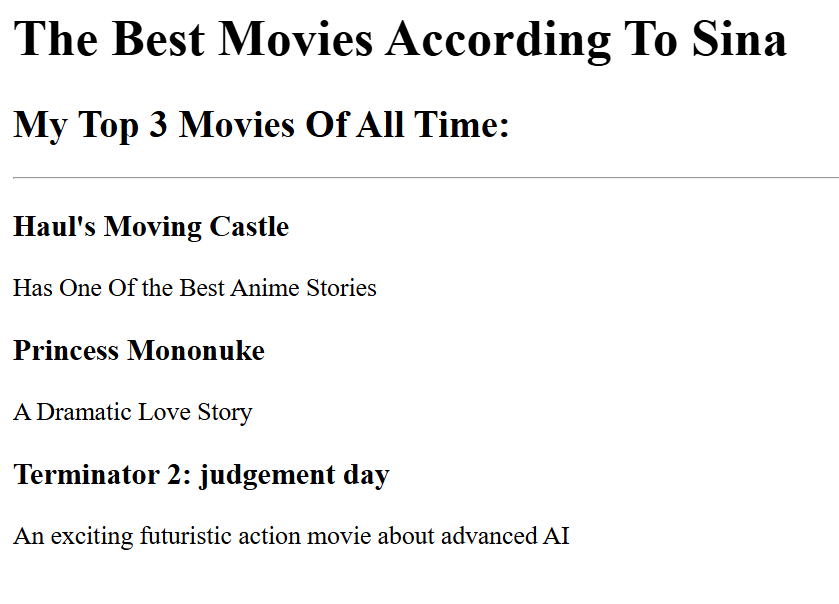 The Best Movies According To Sina
My Top 3 Movies Of All Time:
Haul's Moving Castle
Has One Of the Best Anime Stories
Princess Mononuke
A Dramatic Love Story
Terminator 2: judgement day
An exciting futuristic action movie about advanced AI